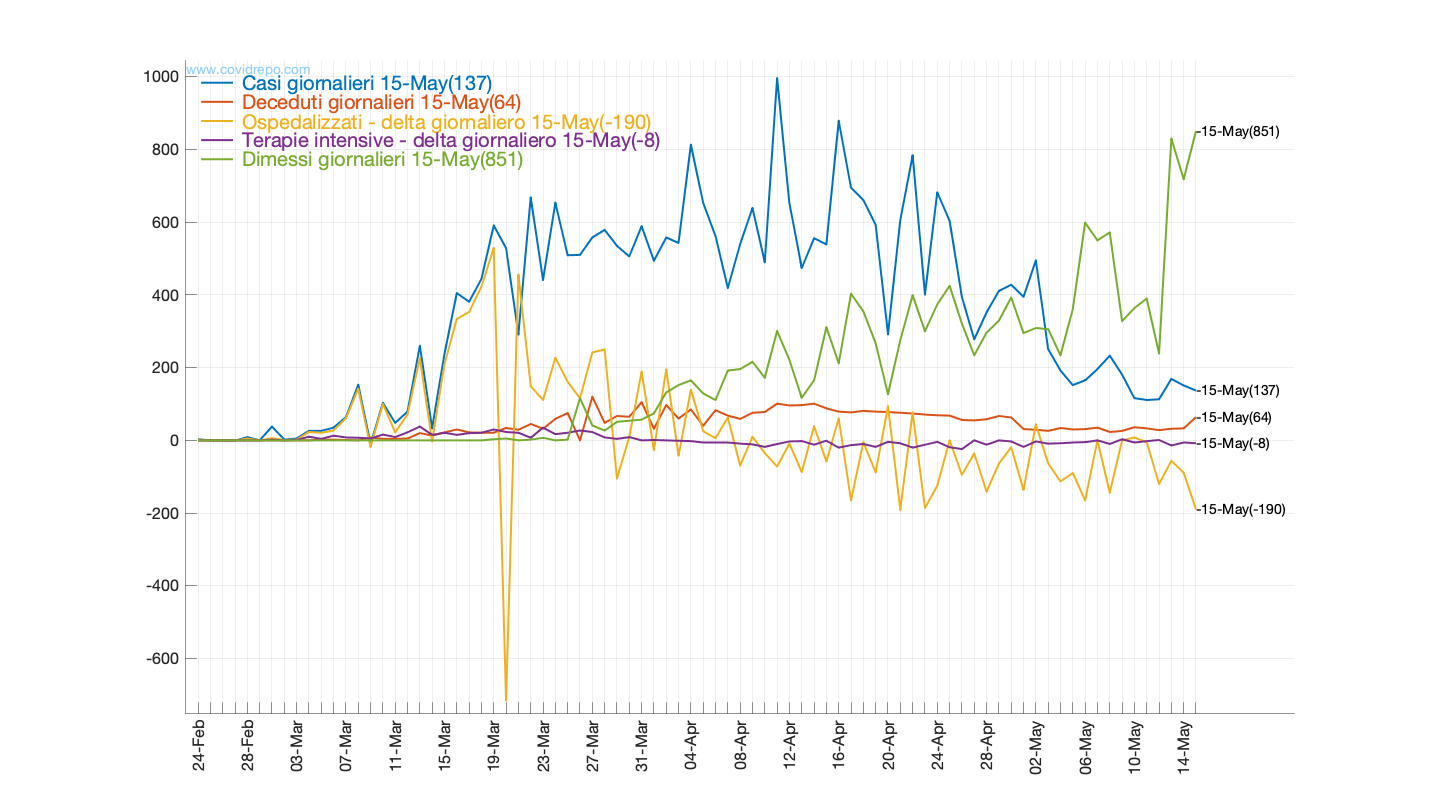 www.covidrepo.com
Casi giornalieri 15-May(137)
Deceduti giornalieri 15-May(64)
Ospedalizzati - delta giornaliero 15-May(-190)
Terapie intensive - delta giornaliero 15-May(-8)
Dimessi giornalieri 15-May(851)
1000
800
600
400
200
0
-200
-400
-600
15-May(851)
15-May(137)
15-May(64)
15-May(-8)
15-May(-190)
24-Feb
28-Feb
03-Mar
07-Mar
11-Mar
15-Mar
19-Mar
23-Mar
27-Mar
31-Mar
04-Apr
08-Apr
12-Apr
16-Apr
20-Apr
24-Apr
28-Apr
02-May
06-May
10-May
14-May